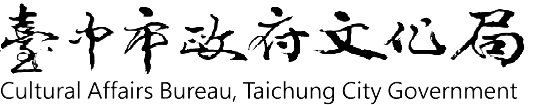 臺中市政府文化局
Cultural Affairs Bureau, Taichung City Government